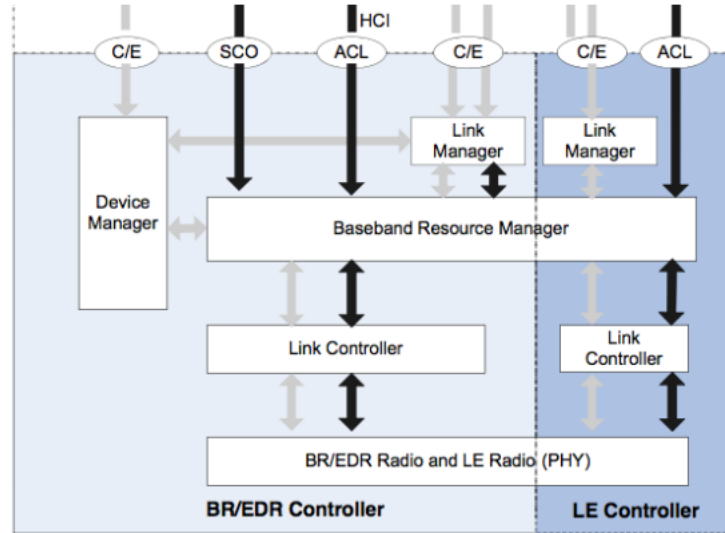 HCI
C/E
SCO
ACL
C/E
C/E
ACL
Link
Manager
Link
Manager
Device
Manager
Baseband Resource Manager
Link Controller
Link
Controller
BR/EDR Radio and LE Radio (PHY)
BR/EDR Controller
LE Controller